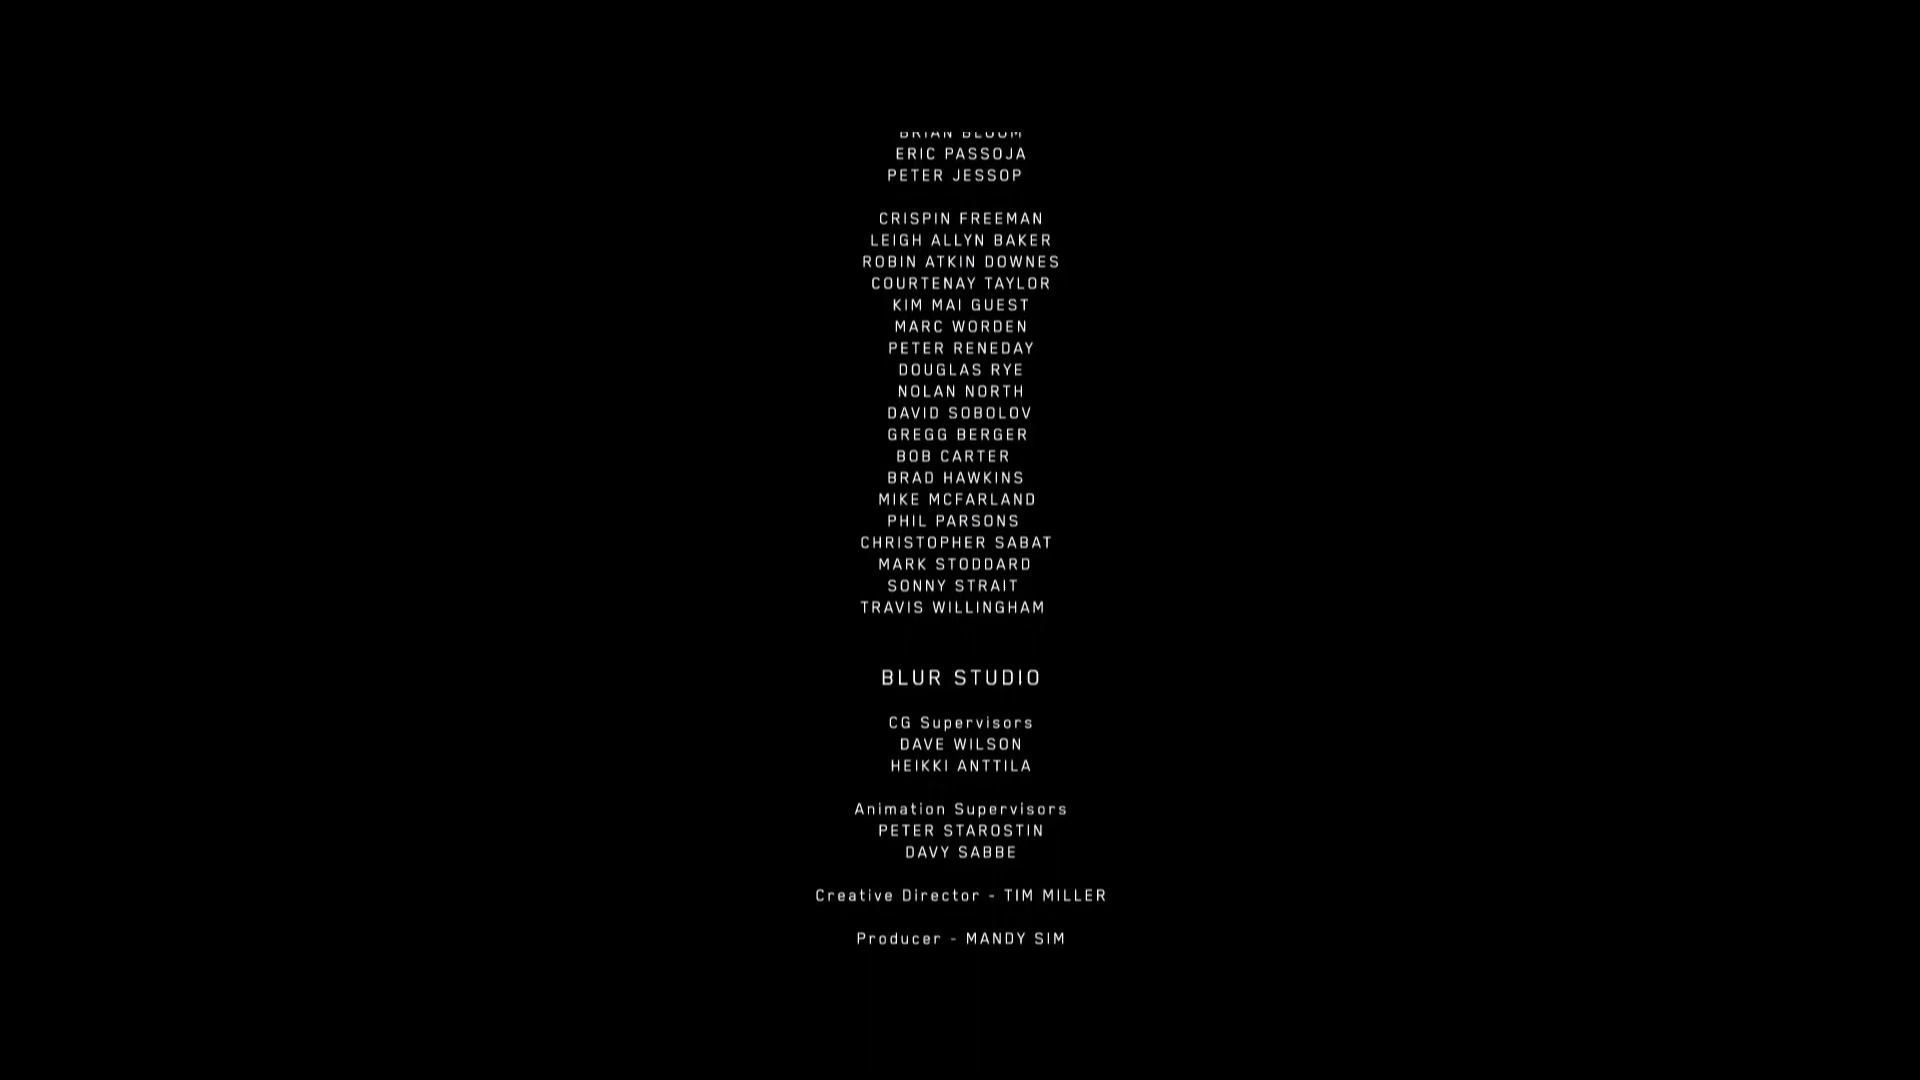 BRIAN BLOOM
ERIC PASSOJA
PETER JESSOP
CRISPIN FREEMAN
LEIGH ALLYN BAKER
ROBIN ATKIN DOWNES
COURTENAY TAYLOR
KIM MAI GUEST
MARC WORDEN
PETER RENEDAY
DOUGLAS RYE
NOLAN NORTH
DAVID SOBOLOV
GREGG BERGER
BOB CARTER
BRAD HAWKINS
MIKE MCFARLAND
PHIL PARSONS
CHRISTOPHER SABAT
MARK STODDARD
SONNY STRAIT
TRAVIS WILLINGHAM
BLUR STUDIO
CG Supervisors
DAVE WILSON
HEIKKI ANTTILA
Animation Supervisors
PETER STAROSTIN
DAVY SABBE
Creative Director - TIM MILLER
Producer - MANDY SIM